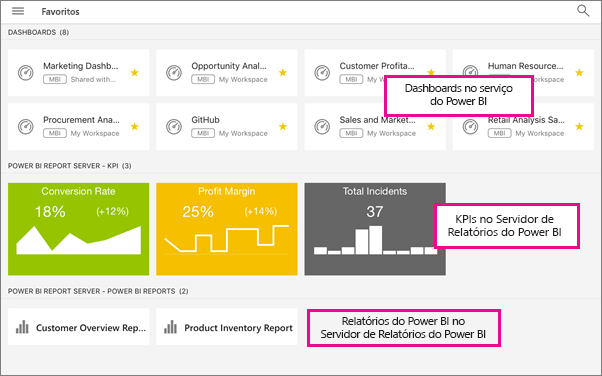 Favoritos
DASHBOARDS (8)
Marketing Dashb...
MBI Shared with...
Opportunity Anal...
MBI My Workspace
Customer Profita...
MBI My
Human Resource...
Dashboards no serviço
do Power BI
Procurement Ana...
MBI My Workspace
GitHub
MBI My Workspace
Sales and Market...
MBI My Workspace
Retail Analysis Sa...
MBI My Workspace
POWER BI REPORT SERVER - KPI (3)
Conversion Rate
18% (+12%)
Profit Margin
25% (+14%)
Total Incidents
37
KPIs no Servidor de
Relatórios do Power BI
POWER BI REPORT SERVER - POWER BI REPORTS (2)
Customer Overview Rep...
Product Inventory Report
Relatórios do Power BI no
Servidor de Relatórios do Power BI